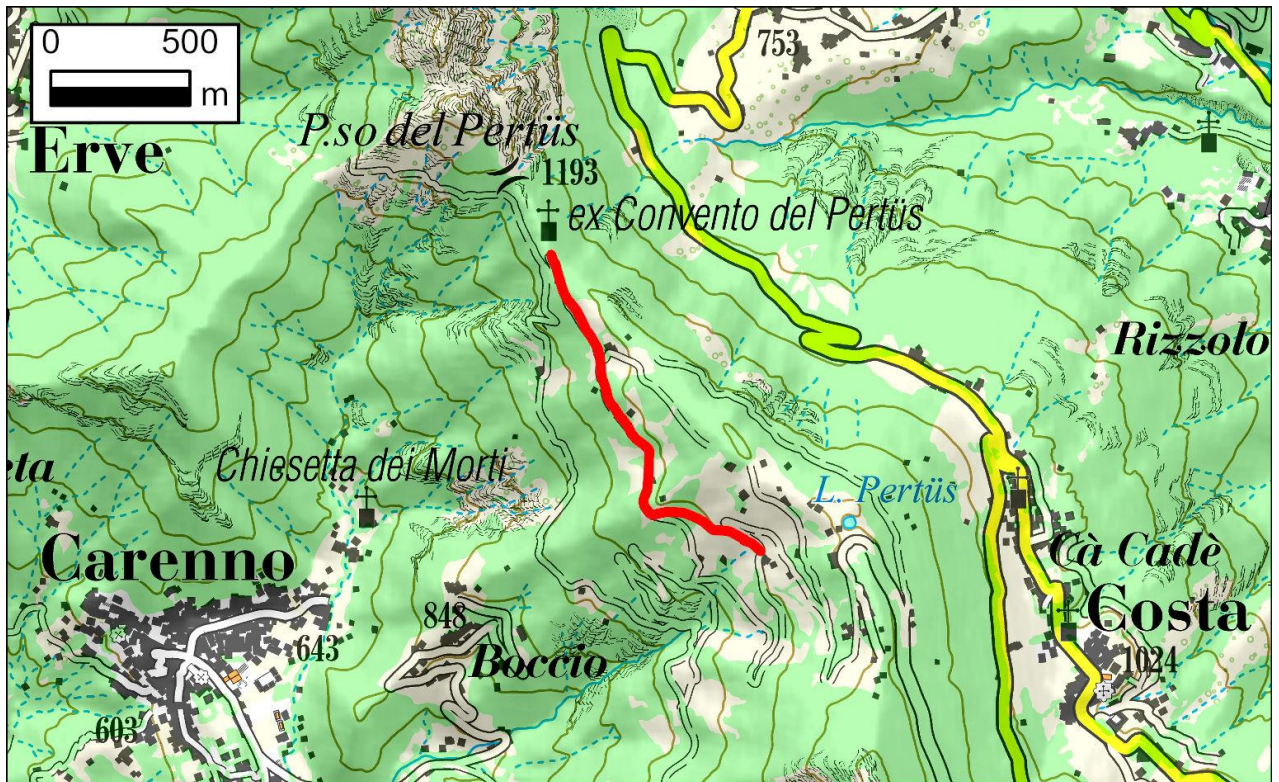 0 500
m
753
Erve
P.so del Pertüs
1193
ex Convento del Pertüs
Rizzolo
eta
Chiesetta dei Morti
L. Pertüs
Carenno
Cà Cadè
Costa
848
643
Boccio
1024
603